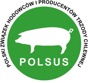 POLSKI ZWIĄZEK HODOWCÓW I PRODUCENTÓW TRZODY CHLEWNEJ
POLSUS